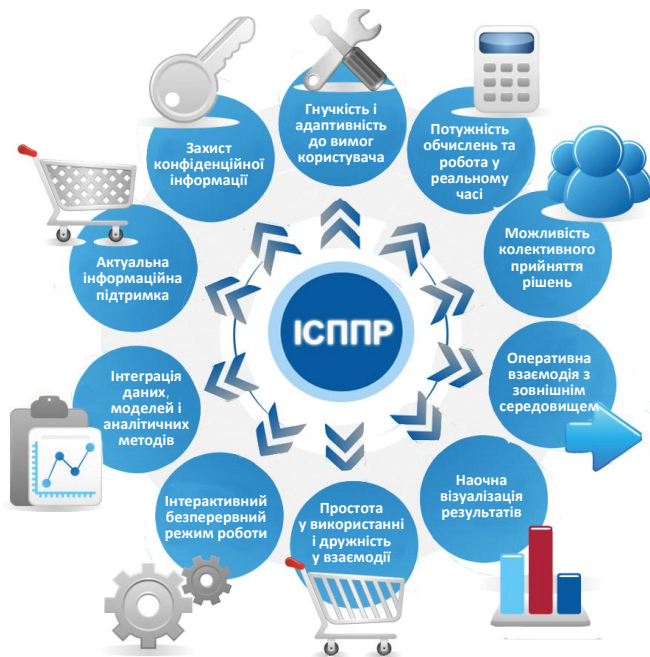 Гнучкість і
адаптивність
до вимог
користувача
Потужність
обчислень та
робота у
реальному
часі
Можливість
колективного
прийняття
рішень
Оперативна
взаємодія з
зовнішнім
середовищем
Наочна
візуалізація
результатів
Простота
у використанні
і дружність
у взаємодії
Інтерактивний
безперервний
режим роботи
Інтеграція
даних,
моделей і
аналітичних
методів
Актуальна
інформаційна
підтримка
Захист
конфіденційної
інформації
ІСППР